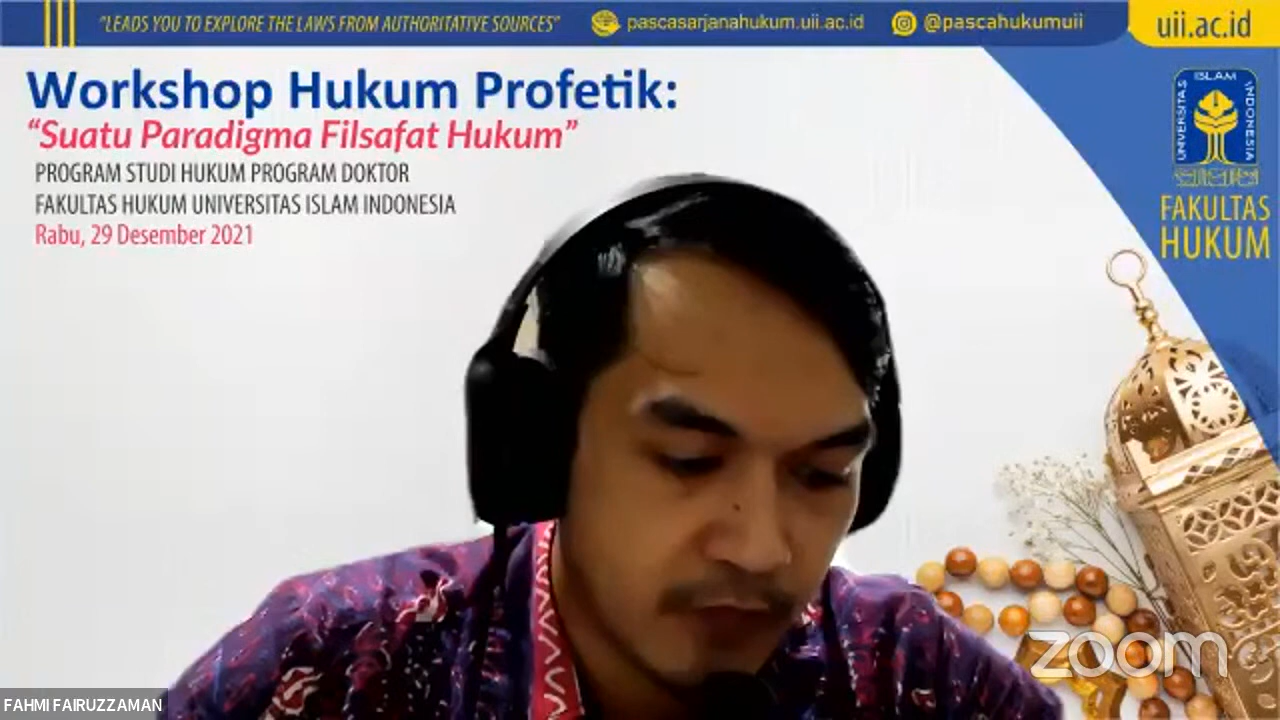 "LEADS YOU TO EXPLORE THE LAWS FROM AUTHORITATIVE SOURCES"
pascasarjanahukum.uii.ac.id
@pascahukumuii
uii.ac.id
Workshop Hukum Profetik:
"Suatu Paradigma Filsafat Hukum"
PROGRAM STUDI HUKUM PROGRAM DOKTOR
FAKULTAS HUKUM UNIVERSITAS ISLAM INDONESIA
Rabu, 29 Desember 2021
UNIVERSITAS ISLAM INDONESIA
FAKULTAS
HUKUM
zoom
FAHMI FAIRUZZAMAN